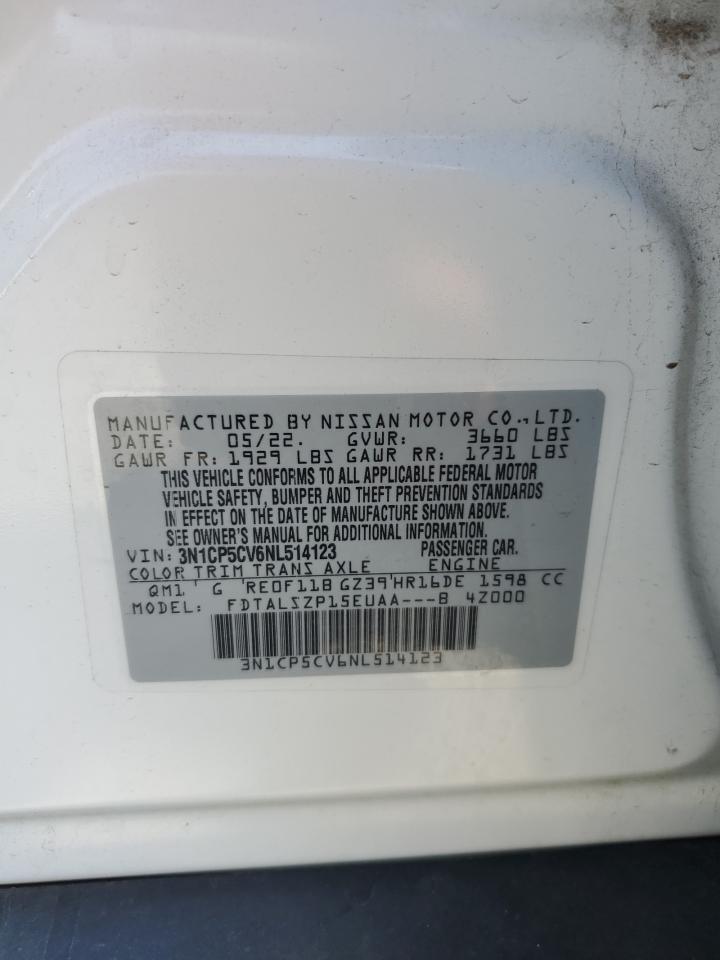 MANUFACTURED BY NISSAN MOTOR CO., LTD.
DATE: 05/22. GVWR: 3660 LBS
GAWR FR: 1929 LBS GAWR RR: 1731 LBS
THIS VEHICLE CONFORMS TO ALL APPLICABLE FEDERAL MOTOR
VEHICLE SAFETY, BUMPER AND THEFT PREVENTION STANDARDS
IN EFFECT ON THE DATE OF MANUFACTURE SHOWN ABOVE.
SEE OWNER'S MANUAL FOR ADDITIONAL INFORMATION.
VIN: 3N1CP5CV6NL514123 PASSENGER CAR.
COLOR TRIM TRANS AXLE ENGINE
QM1 ' G 'RE0F11B GZ39'HR16DE 1598 CC
MODEL: FDTALSZP15EUAA---B 4Z000
3N1CP5CV6NL514123